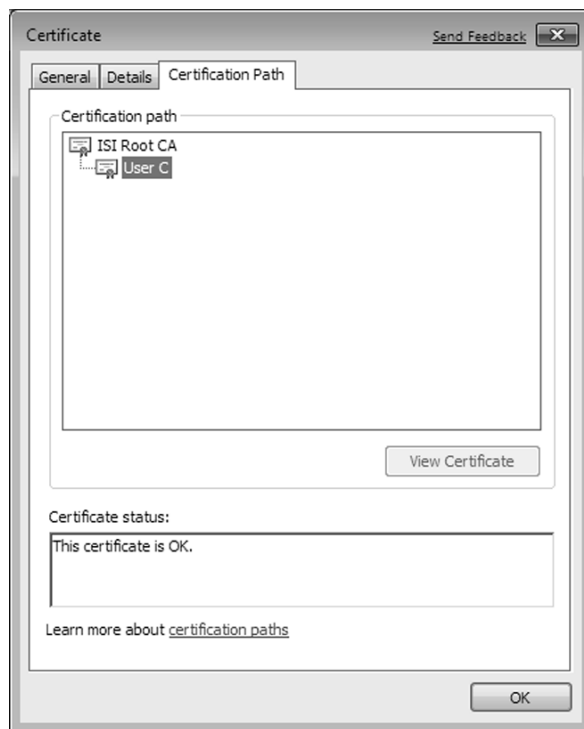 Certificate
Send Feedback
General
Details
Certification Path
Certification path
ISI Root CA
User C
View Certificate
Certificate status:
This certificate is OK.
Learn more about certification paths
OK